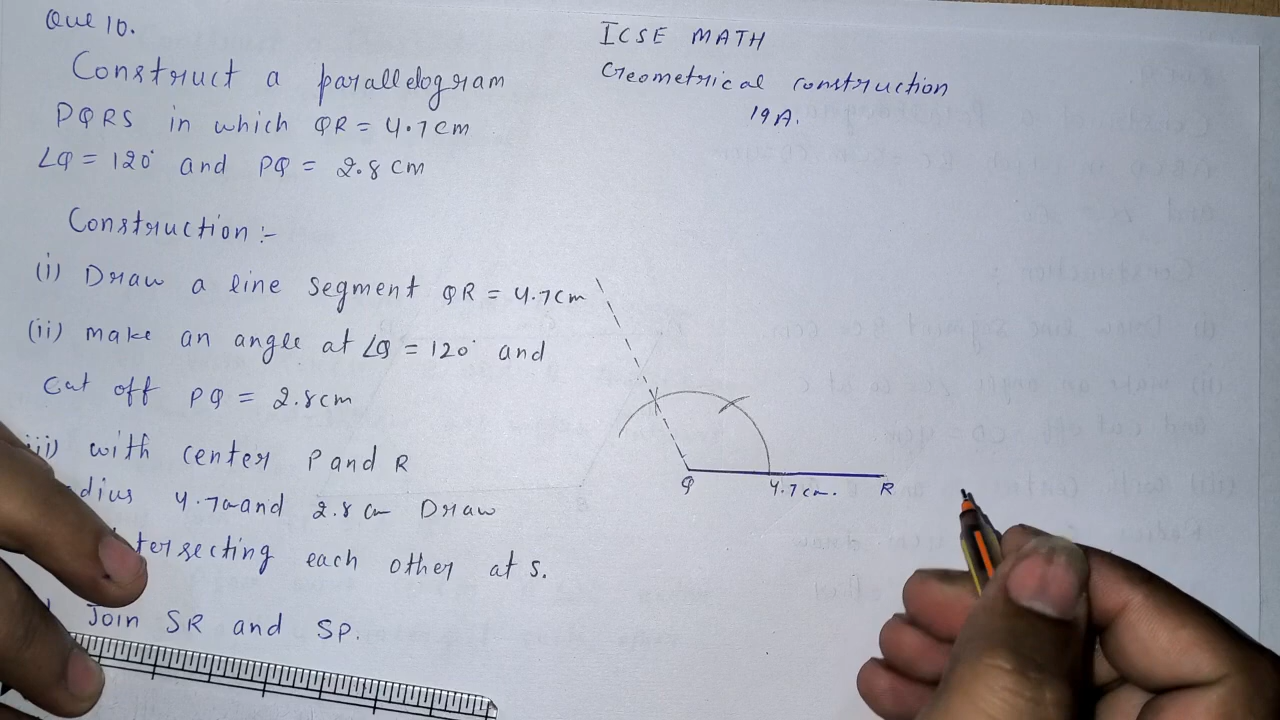 Que 10.
Construct a parallelogram
PQRS in which QR = 4.7cm
∠Q = 120° and PQ = 2.8 cm
Construction :-
(i) Draw a line segment QR = 4.7cm
(ii) make an angle at ∠Q = 120° and
Cut off PQ = 2.8cm
with center P and R
4.7cm and 2.8 cm Draw
each other at S.
Join SR and SP.
ICSE MATH
Geometrical construction
19A.
Q 4.7cm. R